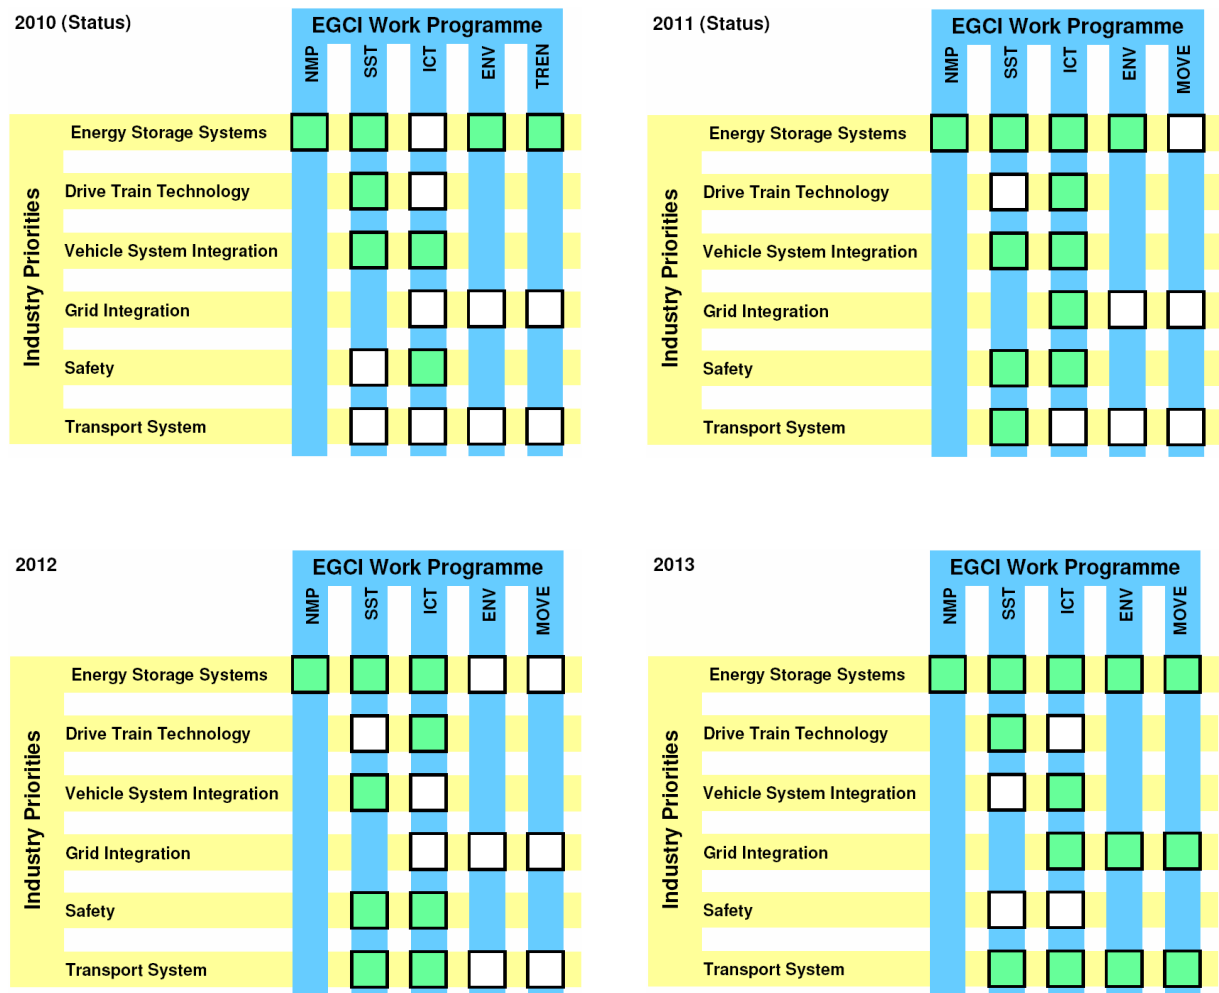 2010 (Status)
EGCI Work Programme
NMP
SST
ICT
ENV
TREN
Industry Priorities
Energy Storage Systems
Drive Train Technology
Vehicle System Integration
Grid Integration
Safety
Transport System
2011 (Status)
EGCI Work Programme
NMP
SST
ICT
ENV
MOVE
Industry Priorities
Energy Storage Systems
Drive Train Technology
Vehicle System Integration
Grid Integration
Safety
Transport System
2012
EGCI Work Programme
NMP
SST
ICT
ENV
MOVE
Industry Priorities
Energy Storage Systems
Drive Train Technology
Vehicle System Integration
Grid Integration
Safety
Transport System
2013
EGCI Work Programme
NMP
SST
ICT
ENV
MOVE
Industry Priorities
Energy Storage Systems
Drive Train Technology
Vehicle System Integration
Grid Integration
Safety
Transport System